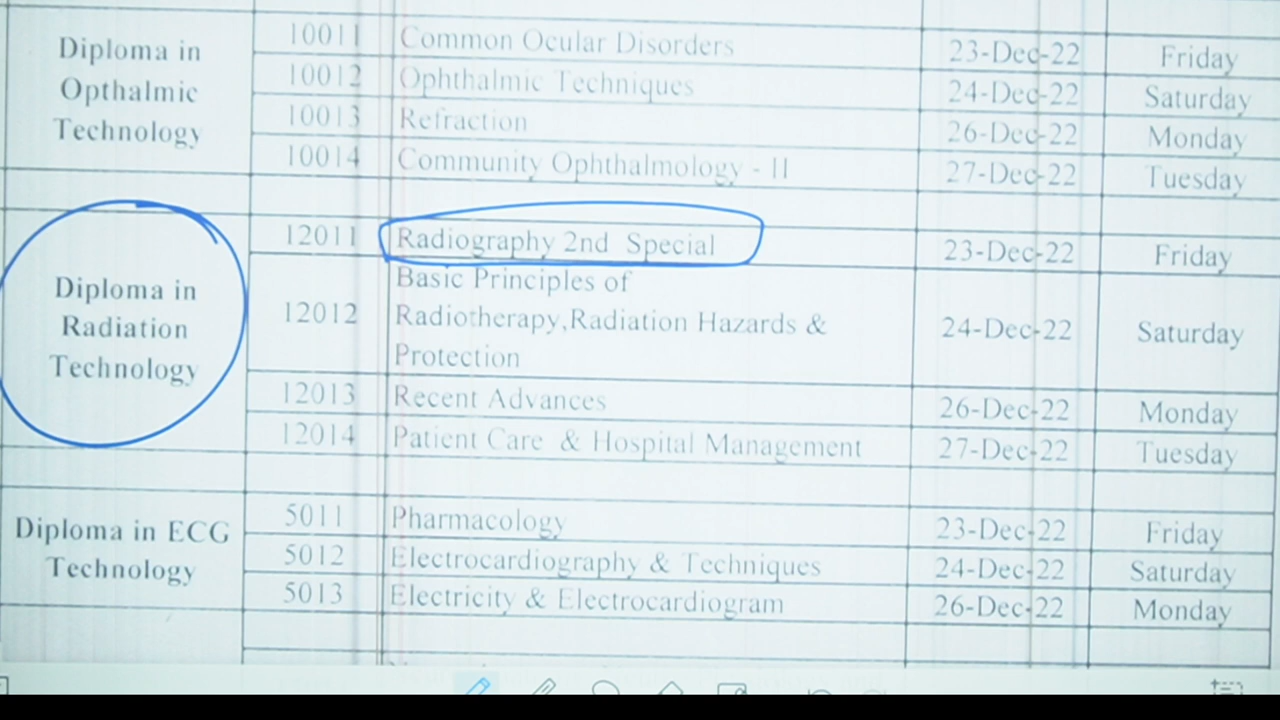 Diploma in
Opthalmic
Technology
10011 Common Ocular Disorders 23-Dec-22 Friday
10012 Ophthalmic Techniques 24-Dec-22 Saturday
10013 Refraction 26-Dec-22 Monday
10014 Community Ophthalmology - II 27-Dec-22 Tuesday
Diploma in
Radiation
Technology
12011 Radiography 2nd Special 23-Dec-22 Friday
12012 Basic Principles of
Radiotherapy,Radiation Hazards &
Protection 24-Dec-22 Saturday
12013 Recent Advances 26-Dec-22 Monday
12014 Patient Care & Hospital Management 27-Dec-22 Tuesday
Diploma in ECG
Technology
5011 Pharmacology 23-Dec-22 Friday
5012 Electrocardiography & Techniques 24-Dec-22 Saturday
5013 Electricity & Electrocardiogram 26-Dec-22 Monday